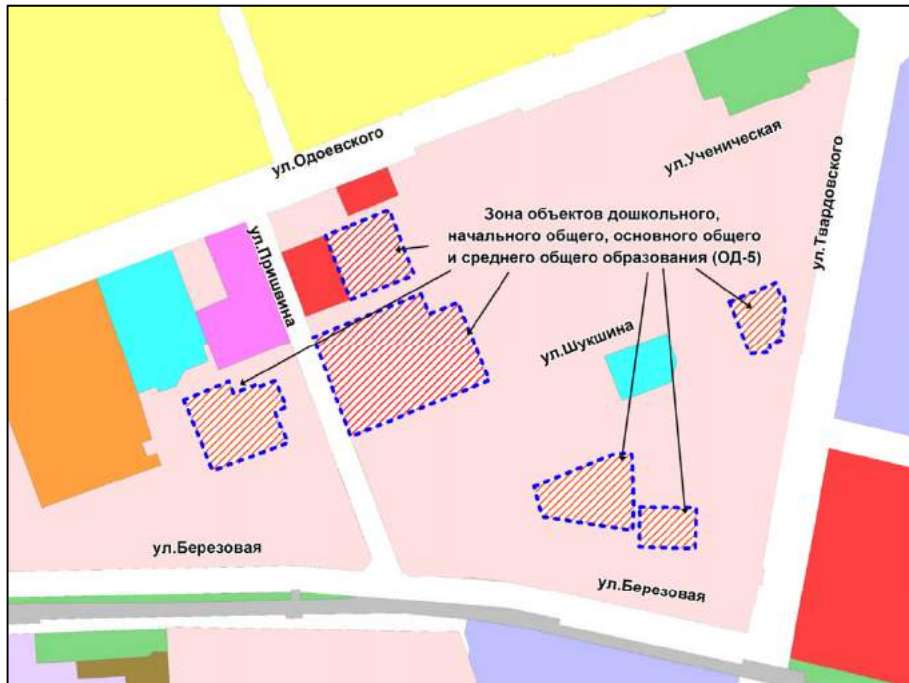 ул.Одоевского
ул.Ученическая
ул.Твардовского
ул.Пришвина
Зона объектов дошкольного,
начального общего, основного общего
и среднего общего образования (ОД-5)
ул.Шукшина
ул.Березовая
ул.Березовая